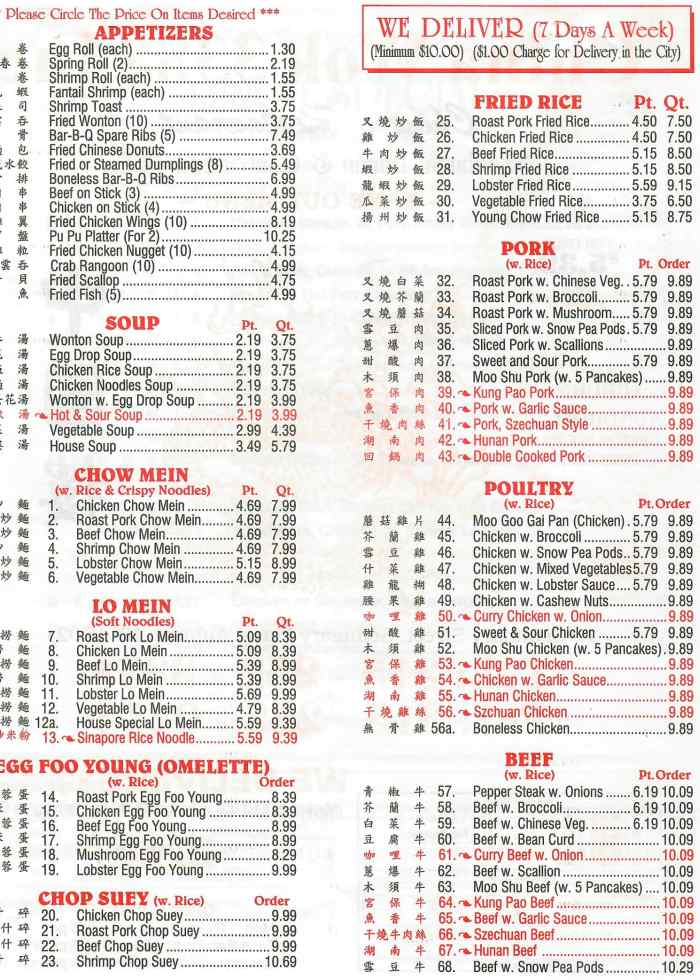 Please Circle The Price On Items Desired ***
APPETIZERS
卷 Egg Roll (each) 1.30
春 卷 Spring Roll (2) 2.19
卷 Shrimp Roll (each) 1.55
蝦 Fantail Shrimp (each) 1.55
司 Shrimp Toast 3.75
吞 Fried Wonton (10) 3.75
骨 Bar-B-Q Spare Ribs (5) 7.49
包 Fried Chinese Donuts 3.69
水餃 Fried or Steamed Dumplings (8) 5.49
排 Boneless Bar-B-Q Ribs 6.99
串 Beef on Stick (3) 4.99
串 Chicken on Stick (4) 4.99
翼 Fried Chicken Wings (10) 8.19
盤 Pu Pu Platter (For 2) 10.25
粒 Fried Chicken Nugget (10) 4.15
雲 吞 Crab Rangoon (10) 4.99
貝 Fried Scallop 4.75
魚 Fried Fish (5) 4.99
SOUP
Pt. Qt.
湯 Wonton Soup 2.19 3.75
湯 Egg Drop Soup 2.19 3.75
湯 Chicken Rice Soup 2.19 3.75
湯 Chicken Noodles Soup 2.19 3.75
花湯 Wonton w. Egg Drop Soup 2.99 3.99
湯 Hot & Sour Soup 2.19 3.99
湯 Vegetable Soup 2.99 4.39
湯 House Soup 3.49 5.79
CHOW MEIN
(w. Rice & Crispy Noodles) Pt. Qt.
麵 1. Chicken Chow Mein 4.69 7.99
炒 麵 2. Roast Pork Chow Mein 4.69 7.99
炒 麵 3. Beef Chow Mein 4.69 7.99
麵 4. Shrimp Chow Mein 4.69 7.99
炒 麵 5. Lobster Chow Mein 5.15 8.99
炒 麵 6. Vegetable Chow Mein 4.69 7.99
LO MEIN
(Soft Noodles) Pt. Qt.
撈 麵 7. Roast Pork Lo Mein 5.09 8.39
撈 麵 8. Chicken Lo Mein 5.09 8.39
撈 麵 9. Beef Lo Mein 5.39 8.99
撈 麵 10. Shrimp Lo Mein 5.39 8.99
撈 麵 11. Lobster Lo Mein 5.69 9.99
撈 麵 12. Vegetable Lo Mein 4.79 8.39
撈 麵 12a. House Special Lo Mein 5.59 9.39
米粉 13. Sinapore Rice Noodle 5.59 9.39
EGG FOO YOUNG (OMELETTE)
(w. Rice) Order
蓉 蛋 14. Roast Pork Egg Foo Young 8.39
蛋 15. Chicken Egg Foo Young 8.39
蓉 蛋 16. Beef Egg Foo Young 8.99
蛋 17. Shrimp Egg Foo Young 8.99
蓉 蛋 18. Mushroom Egg Foo Young 8.29
蓉 蛋 19. Lobster Egg Foo Young 9.99
CHOP SUEY (w. Rice) Order
碎 20. Chicken Chop Suey 9.99
什 碎 21. Roast Pork Chop Suey 9.99
什 碎 22. Beef Chop Suey 9.99
碎 23. Shrimp Chop Suey 10.69
WE DELIVER (7 Days A Week)
(Minimum $10.00) ($1.00 Charge for Delivery in the City)
FRIED RICE Pt. Qt.
叉燒炒飯 25. Roast Pork Fried Rice 4.50 7.50
雞炒飯 26. Chicken Fried Rice 4.50 7.50
牛肉炒飯 27. Beef Fried Rice 5.15 8.50
蝦炒飯 28. Shrimp Fried Rice 5.15 8.50
龍蝦炒飯 29. Lobster Fried Rice 5.59 9.15
瓜菜炒飯 30. Vegetable Fried Rice 3.75 6.50
揚州炒飯 31. Young Chow Fried Rice 5.15 8.75
PORK
(w. Rice) Pt. Order
叉燒白菜 32. Roast Pork w. Chinese Veg. 5.79 9.89
叉燒芥蘭 33. Roast Pork w. Broccoli 5.79 9.89
叉燒蘑菇 34. Roast Pork w. Mushroom 5.79 9.89
雪豆肉 35. Sliced Pork w. Snow Pea Pods 5.79 9.89
蔥爆肉 36. Sliced Pork w. Scallions 9.89
甜酸肉 37. Sweet and Sour Pork 5.79 9.89
木須肉 38. Moo Shu Pork (w. 5 Pancakes) 9.89
宮保肉 39. Kung Pao Pork 9.89
魚香肉 40. Pork w. Garlic Sauce 9.89
干燒肉絲 41. Pork, Szechuan Style 9.89
湖南肉 42. Hunan Pork 9.89
回鍋肉 43. Double Cooked Pork 9.89
POULTRY
(w. Rice) Pt. Order
蘑菇雞片 44. Moo Goo Gai Pan (Chicken) 5.79 9.89
芥蘭雞 45. Chicken w. Broccoli 5.79 9.89
雪豆雞 46. Chicken w. Snow Pea Pods 5.79 9.89
什菜雞 47. Chicken w. Mixed Vegetables 5.79 9.89
雞龍糊 48. Chicken w. Lobster Sauce 5.79 9.89
腰果雞 49. Chicken w. Cashew Nuts 9.89
咖喱雞 50. Curry Chicken w. Onion 9.89
甜酸雞 51. Sweet & Sour Chicken 5.79 9.89
木須雞 52. Moo Shu Chicken (w. 5 Pancakes) 9.89
宮保雞 53. Kung Pao Chicken 9.89
魚香雞 54. Chicken w. Garlic Sauce 9.89
湖南雞 55. Hunan Chicken 9.89
干燒雞絲 56. Szchuan Chicken 9.89
無骨雞 56a. Boneless Chicken 9.89
BEEF
(w. Rice) Pt. Order
青椒牛 57. Pepper Steak w. Onions 6.19 10.09
芥蘭牛 58. Beef w. Broccoli 6.19 10.09
白菜牛 59. Beef w. Chinese Veg. 6.19 10.09
豆腐牛 60. Beef w. Bean Curd 10.09
咖喱牛 61. Curry Beef w. Onion 10.09
蔥爆牛 62. Beef w. Scallion 10.09
木須牛 63. Moo Shu Beef (w. 5 Pancakes) 10.09
宮保牛 64. Kung Pao Beef 10.09
魚香牛 65. Beef w. Garlic Sauce 10.09
干燒牛肉絲 66. Szechuan Beef 10.09
湖南牛 67. Hunan Beef 10.09
雪豆牛 68. Beef w. Snow Pea Pods 10.29